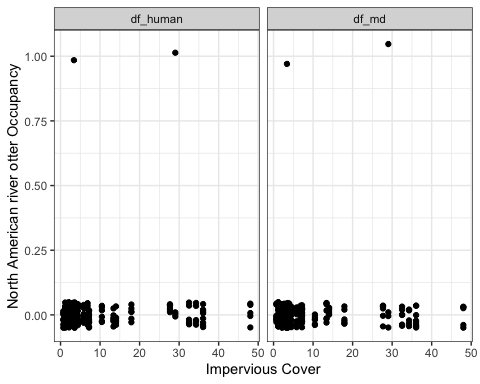 df_human df_md
North American river otter Occupancy
1.00
0.75
0.50
0.25
0.00
0 10 20 30 40 50 0 10 20 30 40 50
Impervious Cover